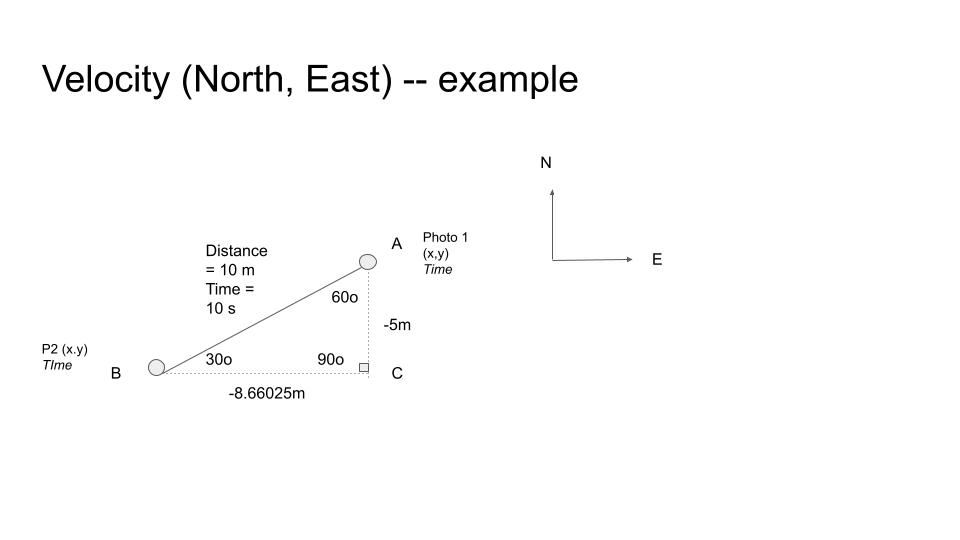 Velocity (North, East) -- example
N
E
Distance
= 10 m
Time =
10 s
A
Photo 1
(x,y)
Time
60o
-5m
P2 (x.y)
TIme
B
30o
90o
C
-8.66025m